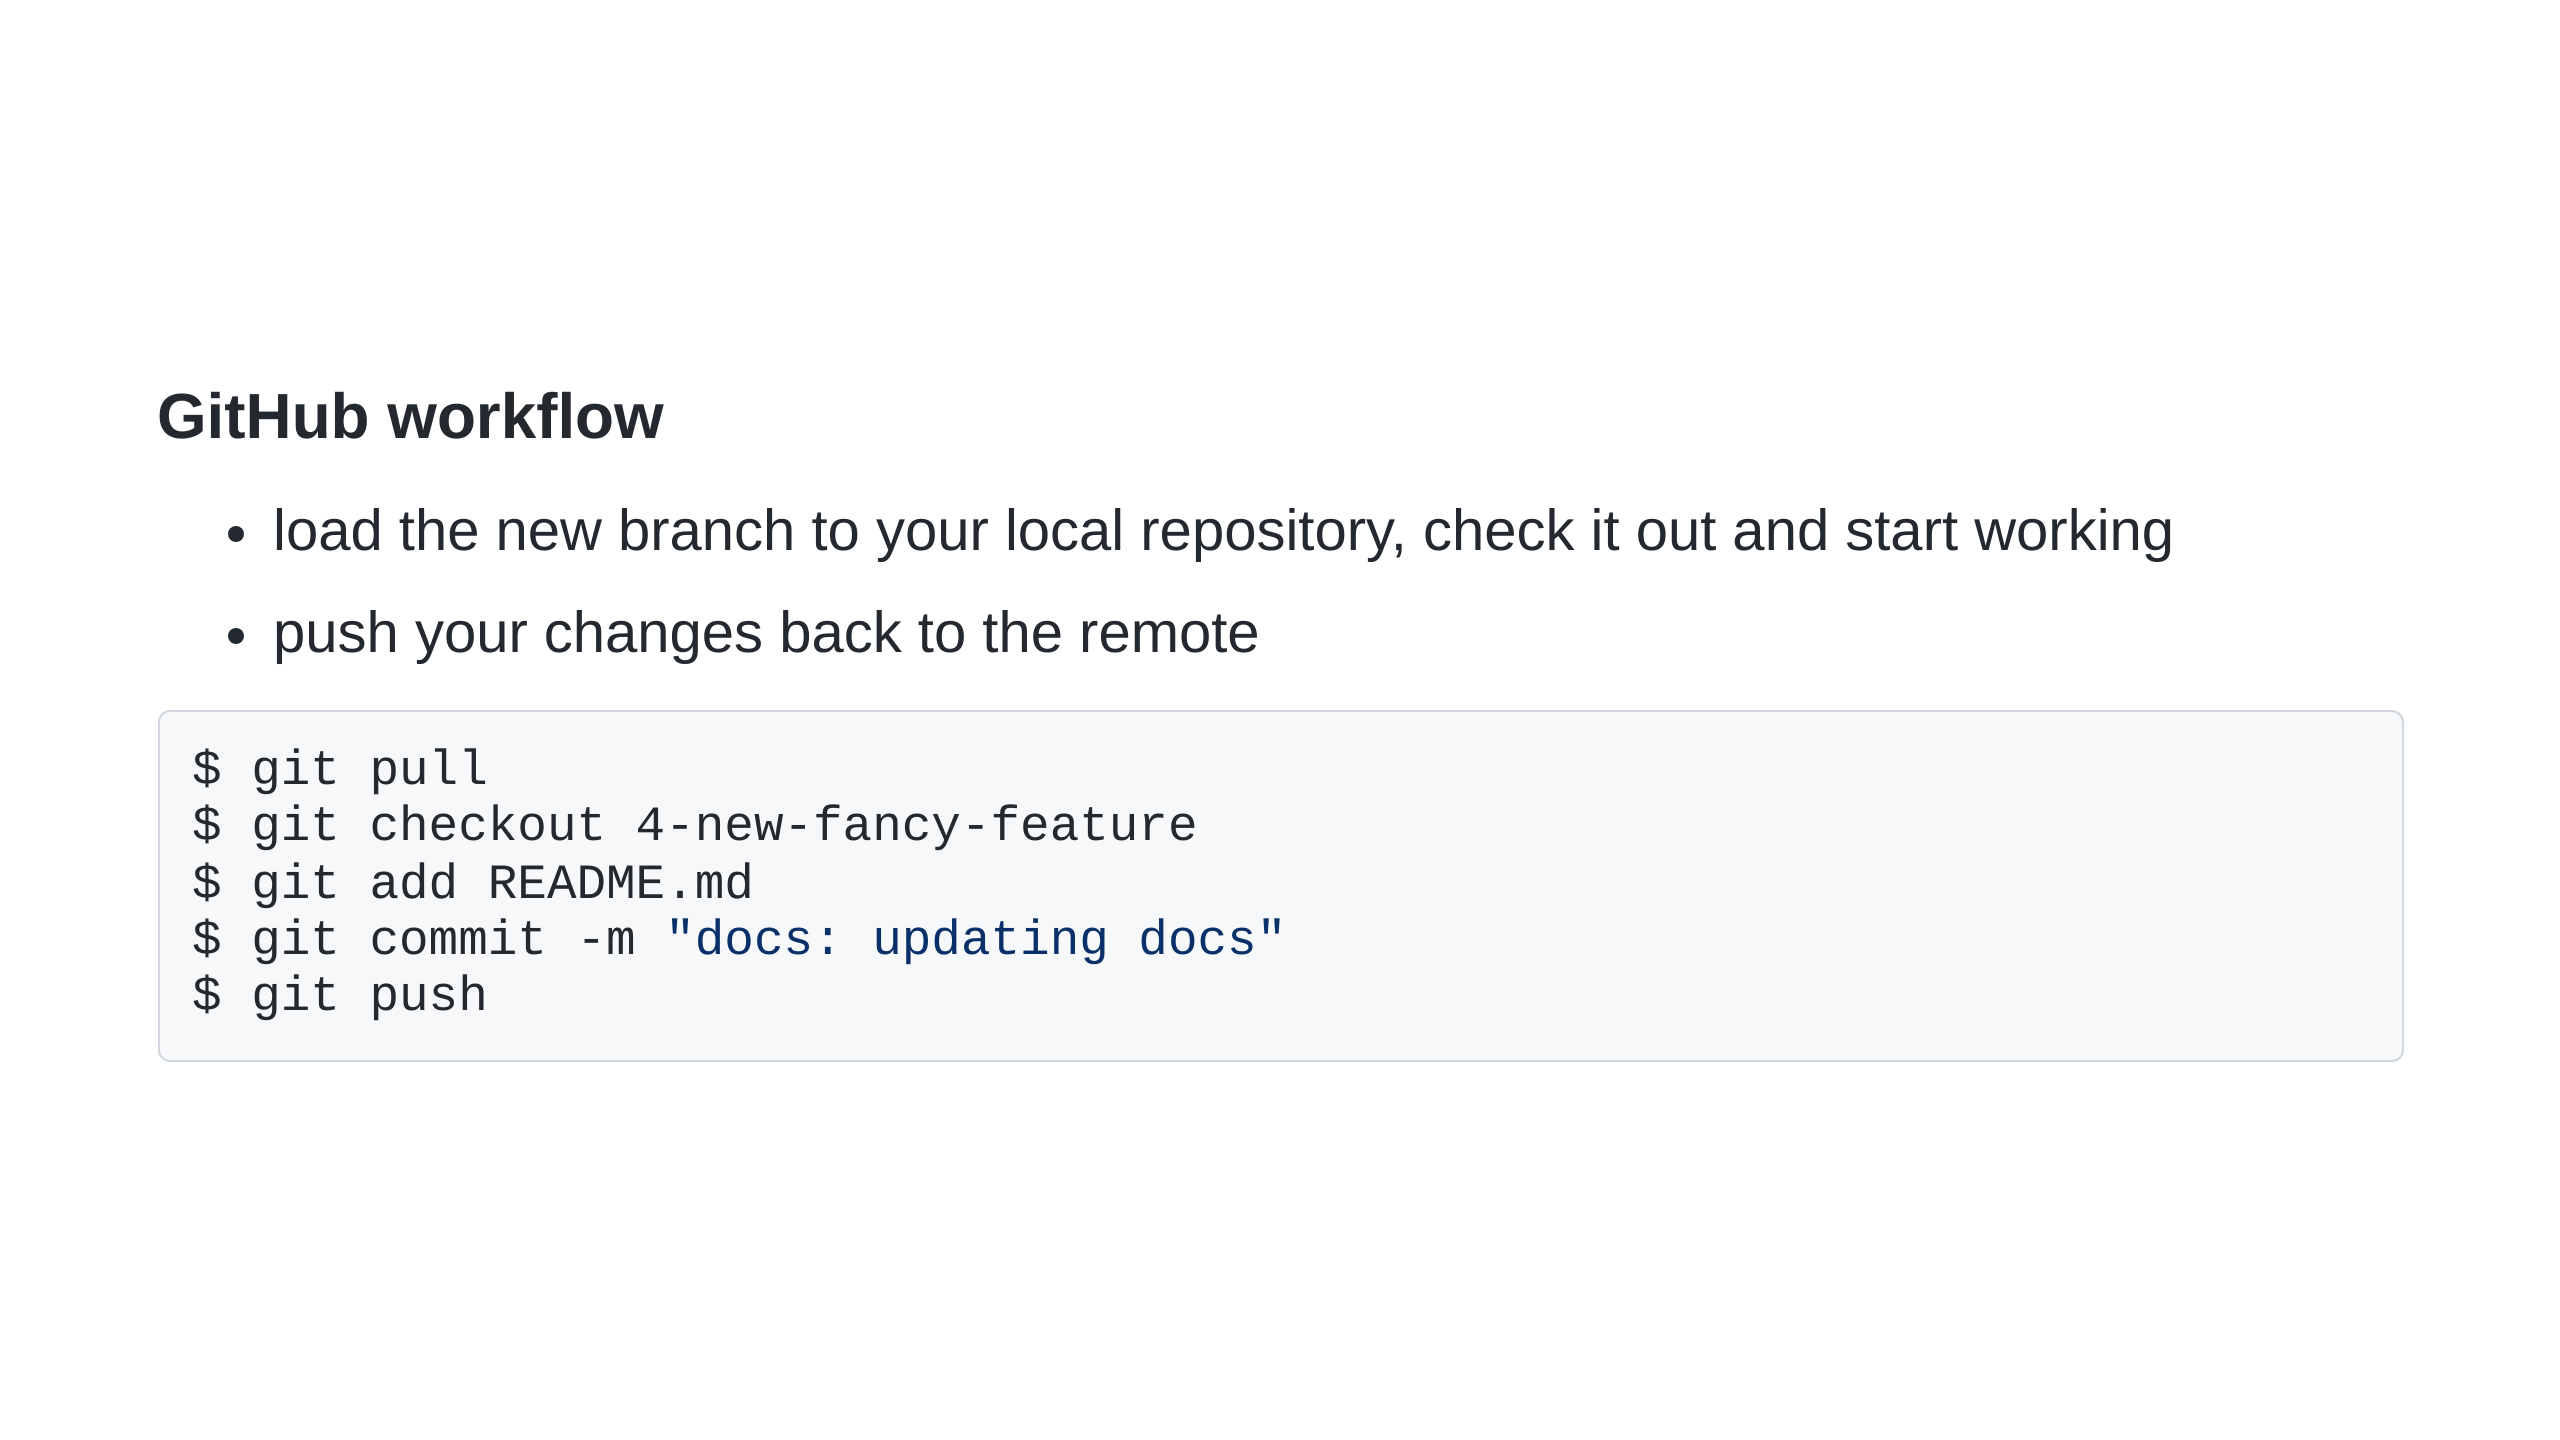 GitHub workflow
• load the new branch to your local repository, check it out and start working
• push your changes back to the remote
$ git pull
$ git checkout 4-new-fancy-feature
$ git add README.md
$ git commit -m "docs: updating docs"
$ git push